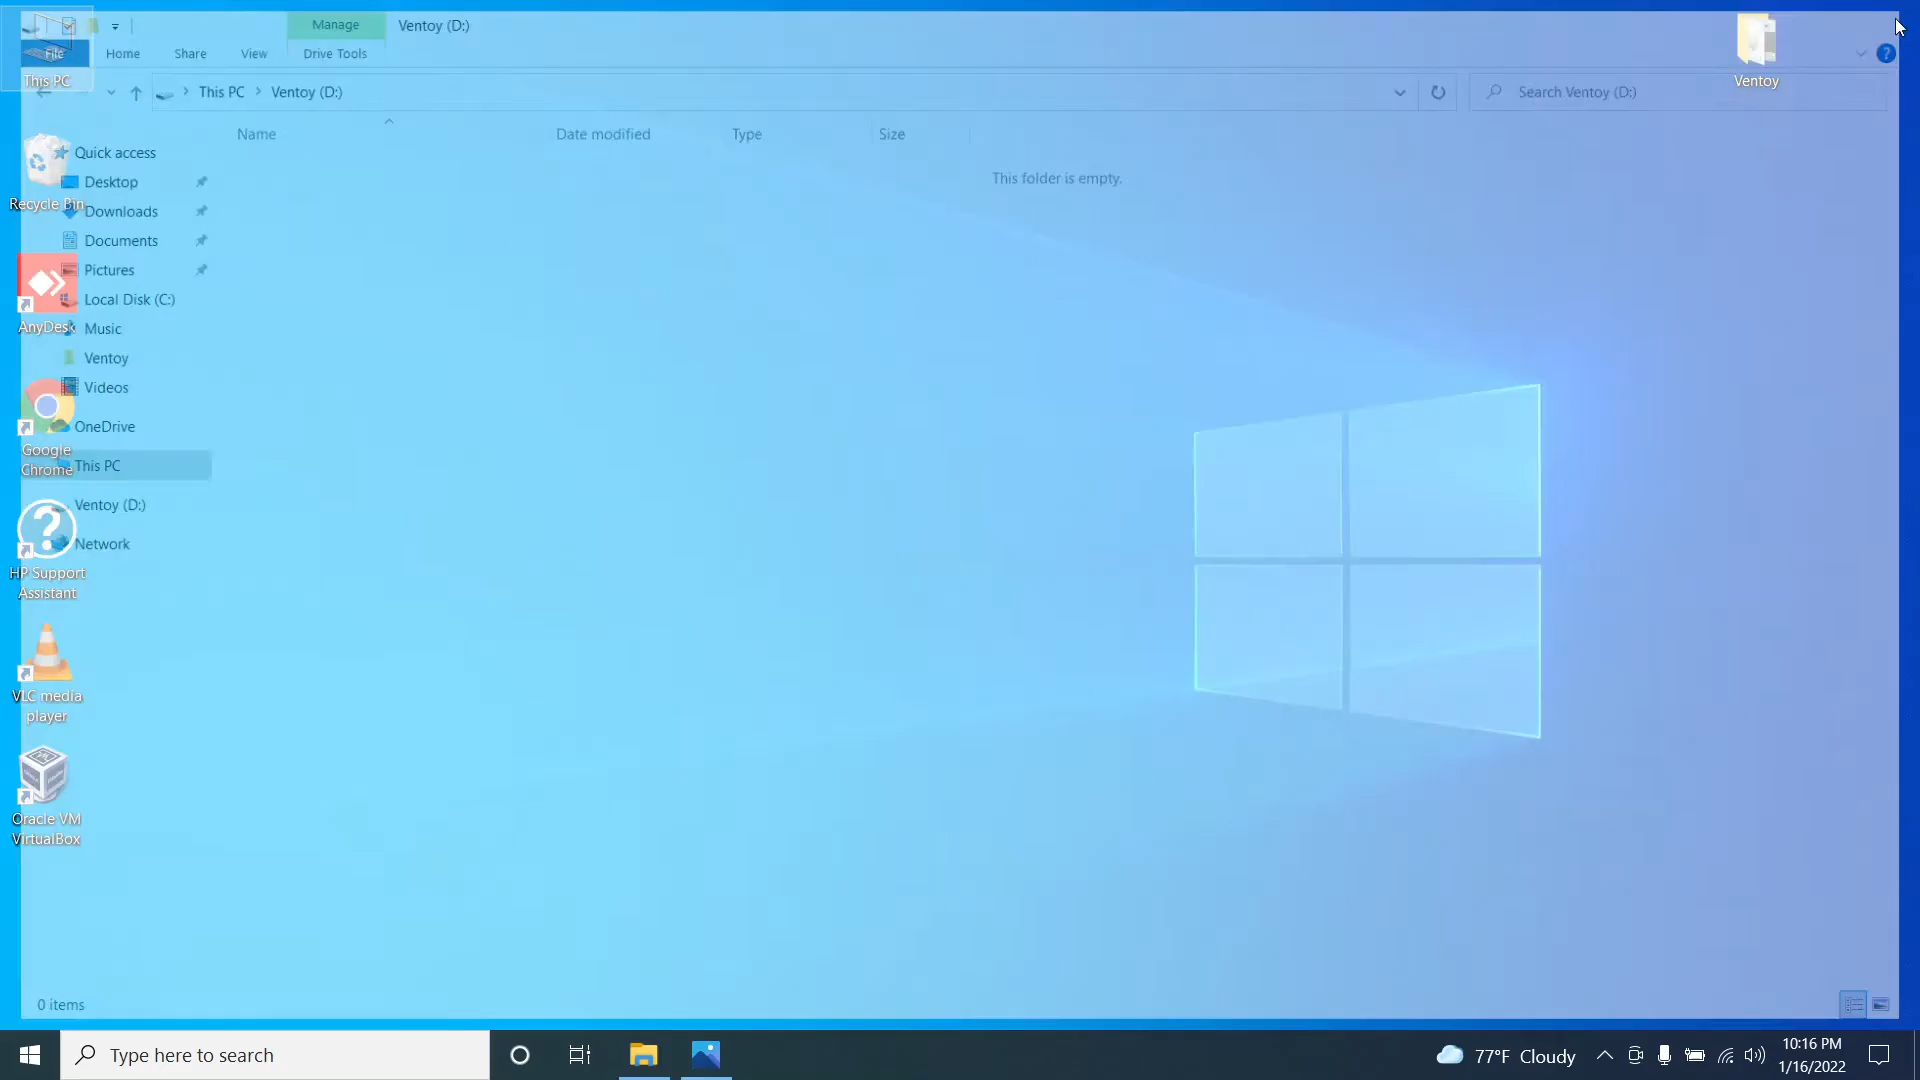 Manage
Ventoy (D:)
File
Home
Share
View
Drive Tools
This PC
Ventoy
This PC
Ventoy (D:)
Search Ventoy (D:)
Name
Date modified
Type
Size
This folder is empty.
Quick access
Desktop
Recycle Bin
Downloads
Documents
Pictures
Local Disk (C:)
AnyDesk
Music
Ventoy
Videos
OneDrive
Google
Chrome
This PC
Ventoy (D:)
Network
HP Support
Assistant
VLC media
player
Oracle VM
VirtualBox
0 items
Type here to search
77°F Cloudy
10:16 PM
1/16/2022